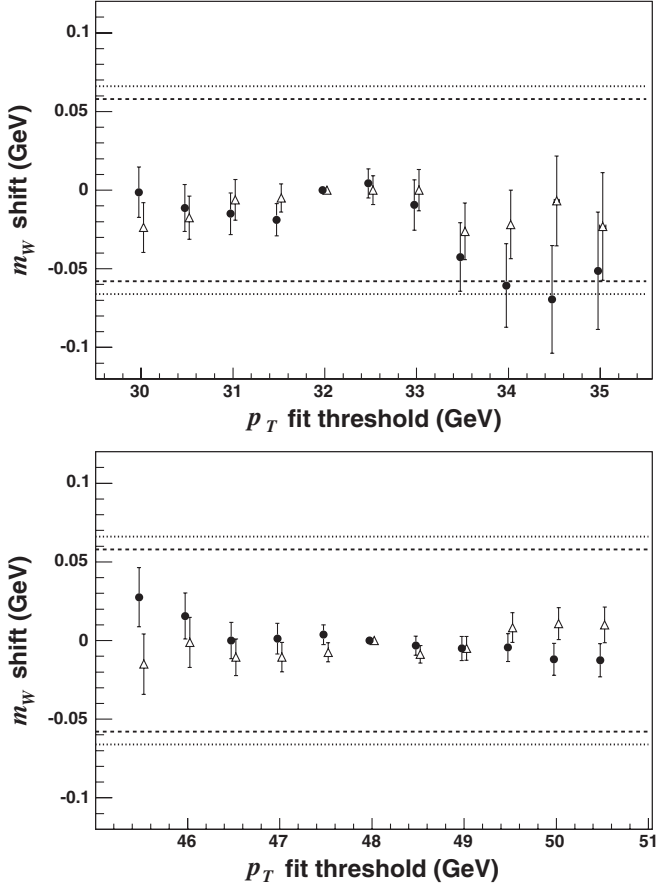 0.1
0.05
0
-0.05
-0.1
m_W shift (GeV)
30 31 32 33 34 35
p_T fit threshold (GeV)
0.1
0.05
0
-0.05
-0.1
m_W shift (GeV)
46 47 48 49 50 51
p_T fit threshold (GeV)